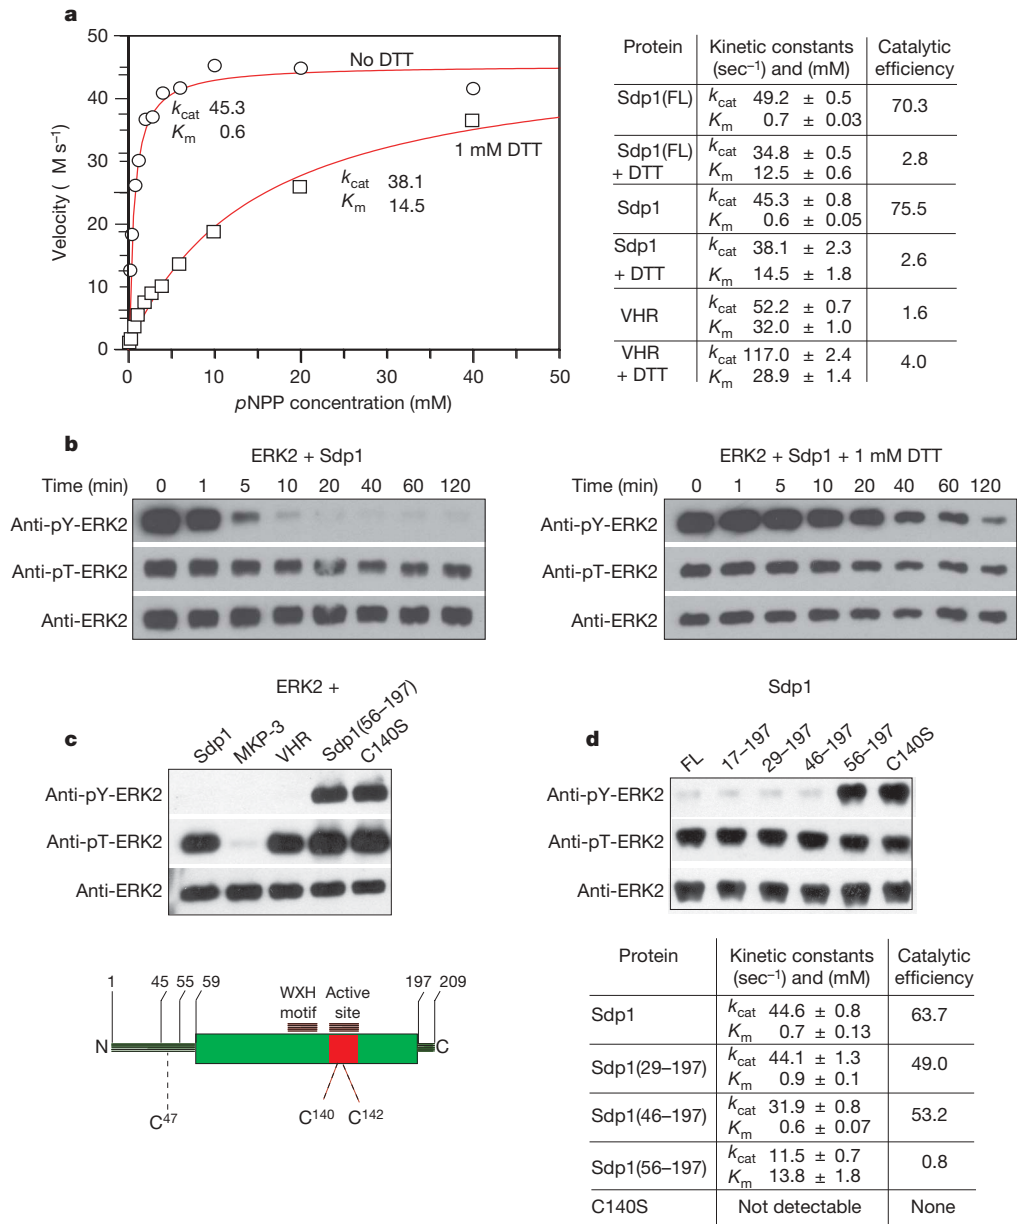 a
50
40
30
20
10
0
Velocity ( M s⁻¹)
No DTT
kcat 45.3
Km 0.6
1 mM DTT
kcat 38.1
Km 14.5
0 10 20 30 40 50
pNPP concentration (mM)
Protein Kinetic constants (sec⁻¹) and (mM) Catalytic efficiency
Sdp1(FL) kcat 49.2 ± 0.5 70.3
Km 0.7 ± 0.03
Sdp1(FL) + DTT kcat 34.8 ± 0.5 2.8
Km 12.5 ± 0.6
Sdp1 kcat 45.3 ± 0.8 75.5
Km 0.6 ± 0.05
Sdp1 + DTT kcat 38.1 ± 2.3 2.6
Km 14.5 ± 1.8
VHR kcat 52.2 ± 0.7 1.6
Km 32.0 ± 1.0
VHR + DTT kcat 117.0 ± 2.4 4.0
Km 28.9 ± 1.4
b
ERK2 + Sdp1
Time (min) 0 1 5 10 20 40 60 120
Anti-pY-ERK2
Anti-pT-ERK2
Anti-ERK2
ERK2 + Sdp1 + 1 mM DTT
Time (min) 0 1 5 10 20 40 60 120
Anti-pY-ERK2
Anti-pT-ERK2
Anti-ERK2
c
ERK2 +
Sdp1 MKP-3 VHR Sdp1(56–197) C140S
Anti-pY-ERK2
Anti-pT-ERK2
Anti-ERK2
1 45 55 59 197 209
WXH motif
Active site
N C
C⁴⁷ C¹⁴⁰ C¹⁴²
d
Sdp1
FL 17–197 29–197 46–197 56–197 C140S
Anti-pY-ERK2
Anti-pT-ERK2
Anti-ERK2
Protein Kinetic constants (sec⁻¹) and (mM) Catalytic efficiency
Sdp1 kcat 44.6 ± 0.8 63.7
Km 0.7 ± 0.13
Sdp1(29–197) kcat 44.1 ± 1.3 49.0
Km 0.9 ± 0.1
Sdp1(46–197) kcat 31.9 ± 0.8 53.2
Km 0.6 ± 0.07
Sdp1(56–197) kcat 11.5 ± 0.7 0.8
Km 13.8 ± 1.8
C140S Not detectable None